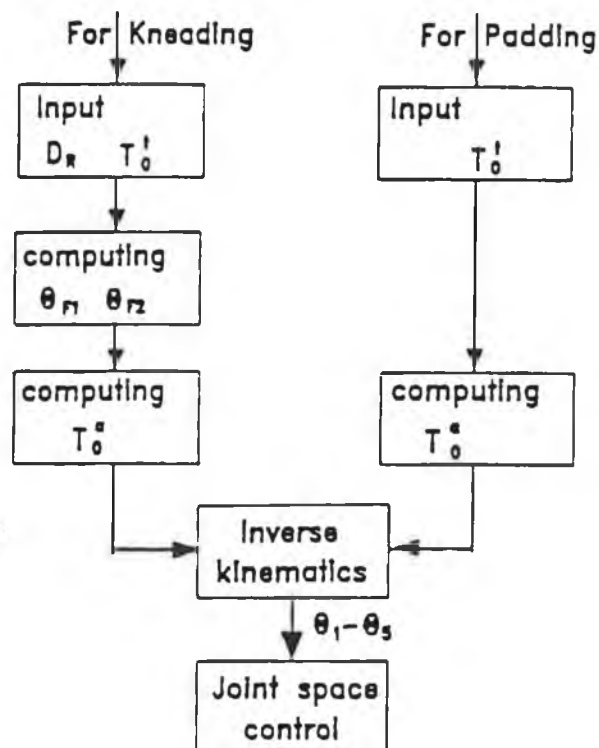 For Kneading
Input
D_R T_0^t
computing
θ_F1 θ_F2
computing
T_0^a
For Padding
Input
T_0^t
computing
T_0^e
Inverse
kinematics
θ_1-θ_5
Joint space
control